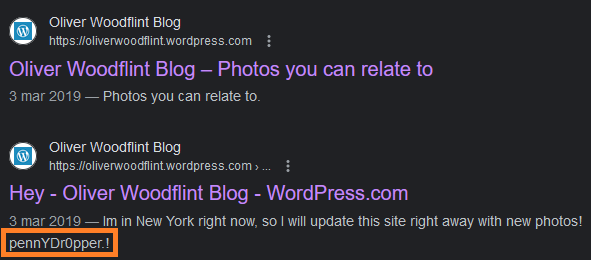 Oliver Woodflint Blog
https://oliverwoodflint.wordpress.com
Oliver Woodflint Blog – Photos you can relate to
3 mar 2019 — Photos you can relate to.
Oliver Woodflint Blog
https://oliverwoodflint.wordpress.com › ...
Hey - Oliver Woodflint Blog - WordPress.com
3 mar 2019 — Im in New York right now, so I will update this site right away with new photos!
pennYDr0pper.!